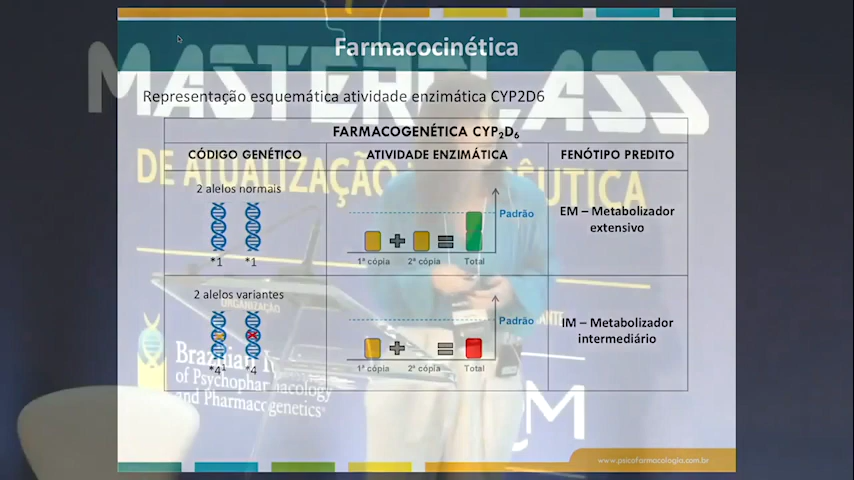 Farmacocinética
MASTERCLASS
Representação esquemática atividade enzimática CYP2D6
DE ATUALIZAÇÃO
ÊUTICA
FARMACOGENÉTICA CYP₂D₆
CÓDIGO GENÉTICO
ATIVIDADE ENZIMÁTICA
FENÓTIPO PREDITO
2 alelos normais
*1
*1
Padrão
1ª cópia
2ª cópia
Total
EM – Metabolizador
extensivo
2 alelos variantes
ORGANIZAÇÃO
*4
*4
Padrão
1ª cópia
2ª cópia
Total
IM – Metabolizador
intermediário
of Psychopharmacology
and Pharmacogenetics
www.psicofarmacologia.com.br